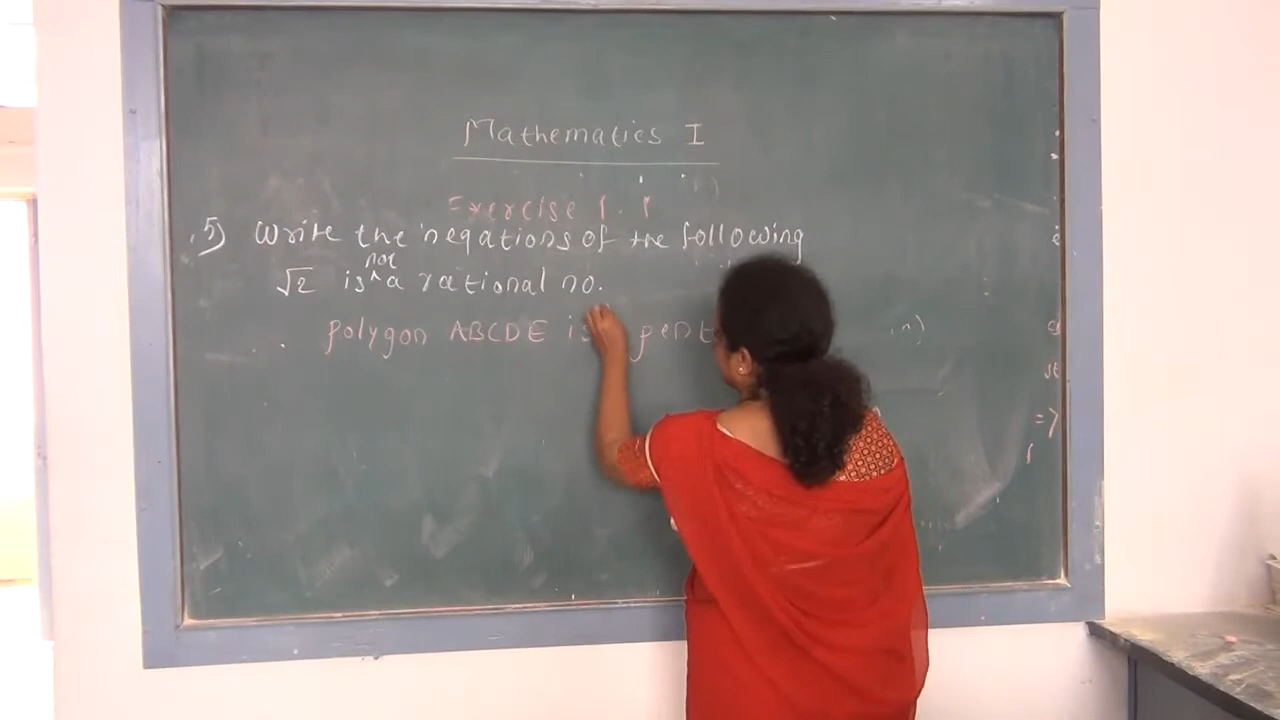 Mathematics I
Exercise 1.1
5) Write the negations of the following
√2 is ^not a rational no.
polygon ABCDE is pent